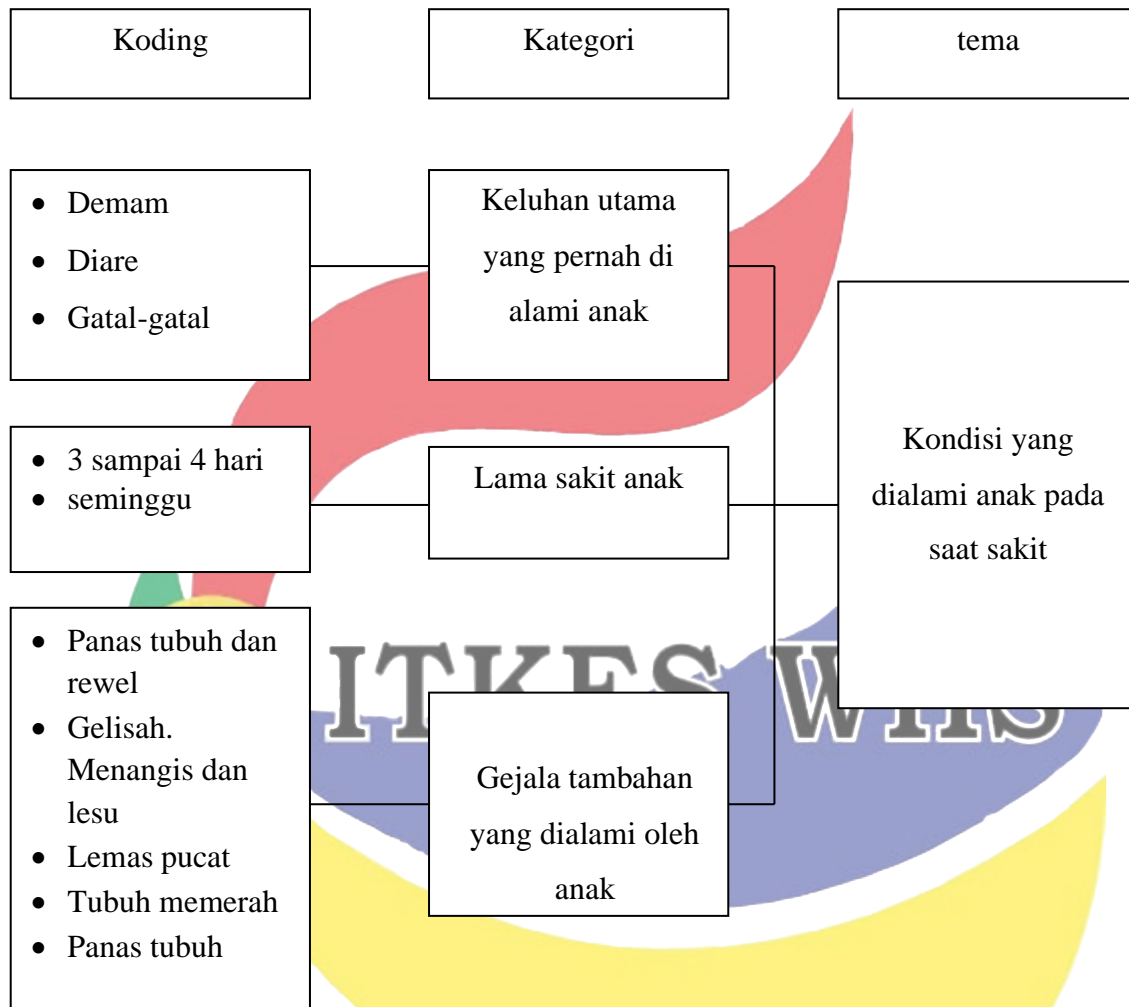 Koding
Kategori
tema
• Demam
• Diare
• Gatal-gatal
Keluhan utama
yang pernah di
alami anak
• 3 sampai 4 hari
• seminggu
Lama sakit anak
Kondisi yang
dialami anak pada
saat sakit
• Panas tubuh dan
rewel
• Gelisah.
Menangis dan
lesu
• Lemas pucat
• Tubuh memerah
• Panas tubuh
Gejala tambahan
yang dialami oleh
anak
ITKES WHS